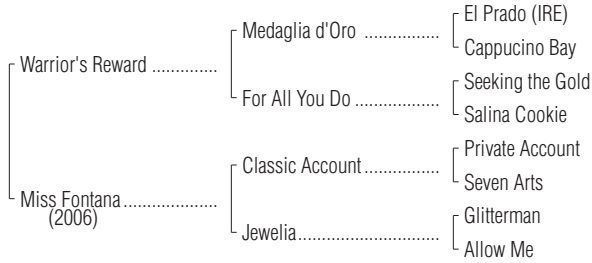 El Prado (IRE)
Medaglia d'Oro ................
Cappucino Bay
Warrior's Reward ..............
Seeking the Gold
For All You Do ..................
Salina Cookie
Private Account
Classic Account ................
Seven Arts
Miss Fontana ....................
(2006)
Glitterman
Jewelia ..............................
Allow Me